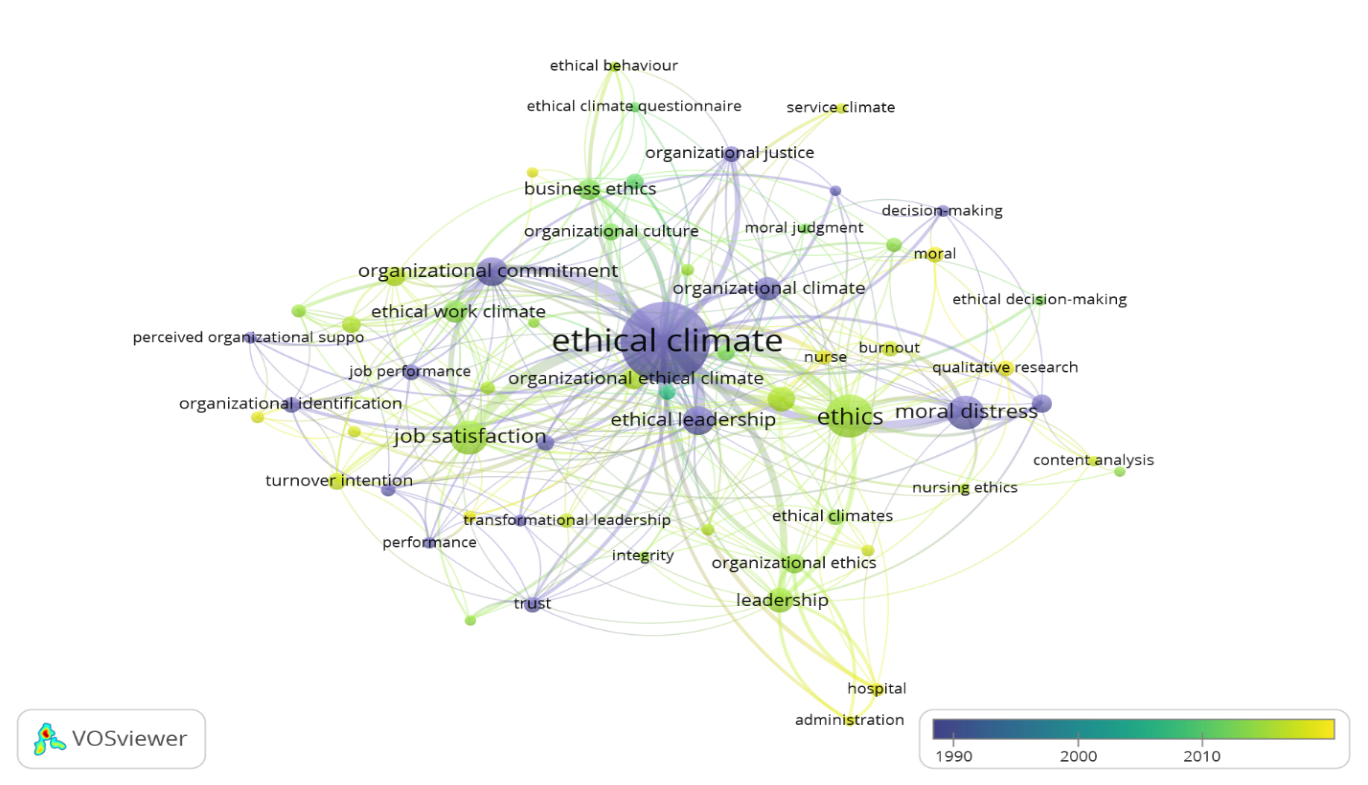 ethical behaviour
ethical climate questionnaire
service climate
organizational justice
business ethics
decision-making
organizational culture
moral judgment
moral
organizational commitment
organizational climate
ethical decision-making
ethical work climate
perceived organizational suppo
ethical climate
burnout
nurse
qualitative research
job performance
organizational ethical climate
organizational identification
moral distress
ethics
ethical leadership
job satisfaction
content analysis
turnover intention
nursing ethics
ethical climates
transformational leadership
performance
integrity
organizational ethics
leadership
trust
hospital
administration
VOSviewer
1990
2000
2010